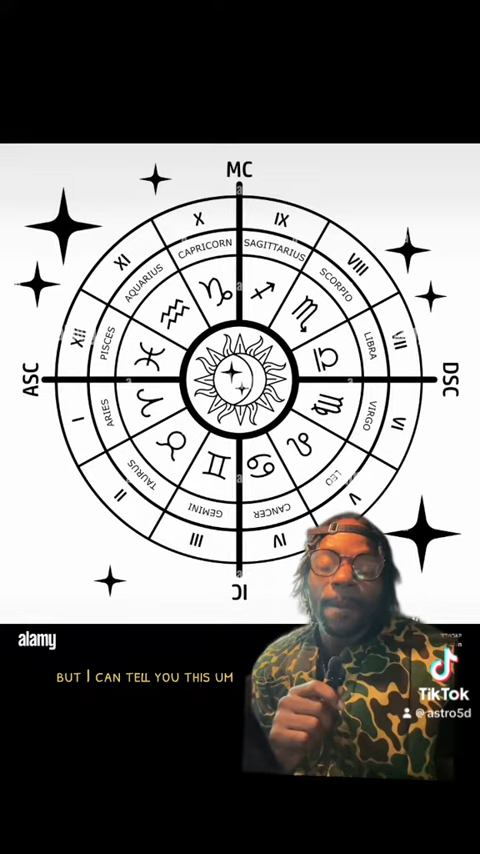 MC
X
IX
CAPRICORN
SAGITTARIUS
XI
VIII
AQUARIUS
SCORPIO
XII
PISCES
LIBRA
VII
ASC
DSC
I
ARIES
VIRGO
VI
II
TAURUS
LEO
V
GEMINI
CANCER
III
IV
IC
alamy
BUT I CAN TELL YOU THIS UM
TikTok
@astro5d